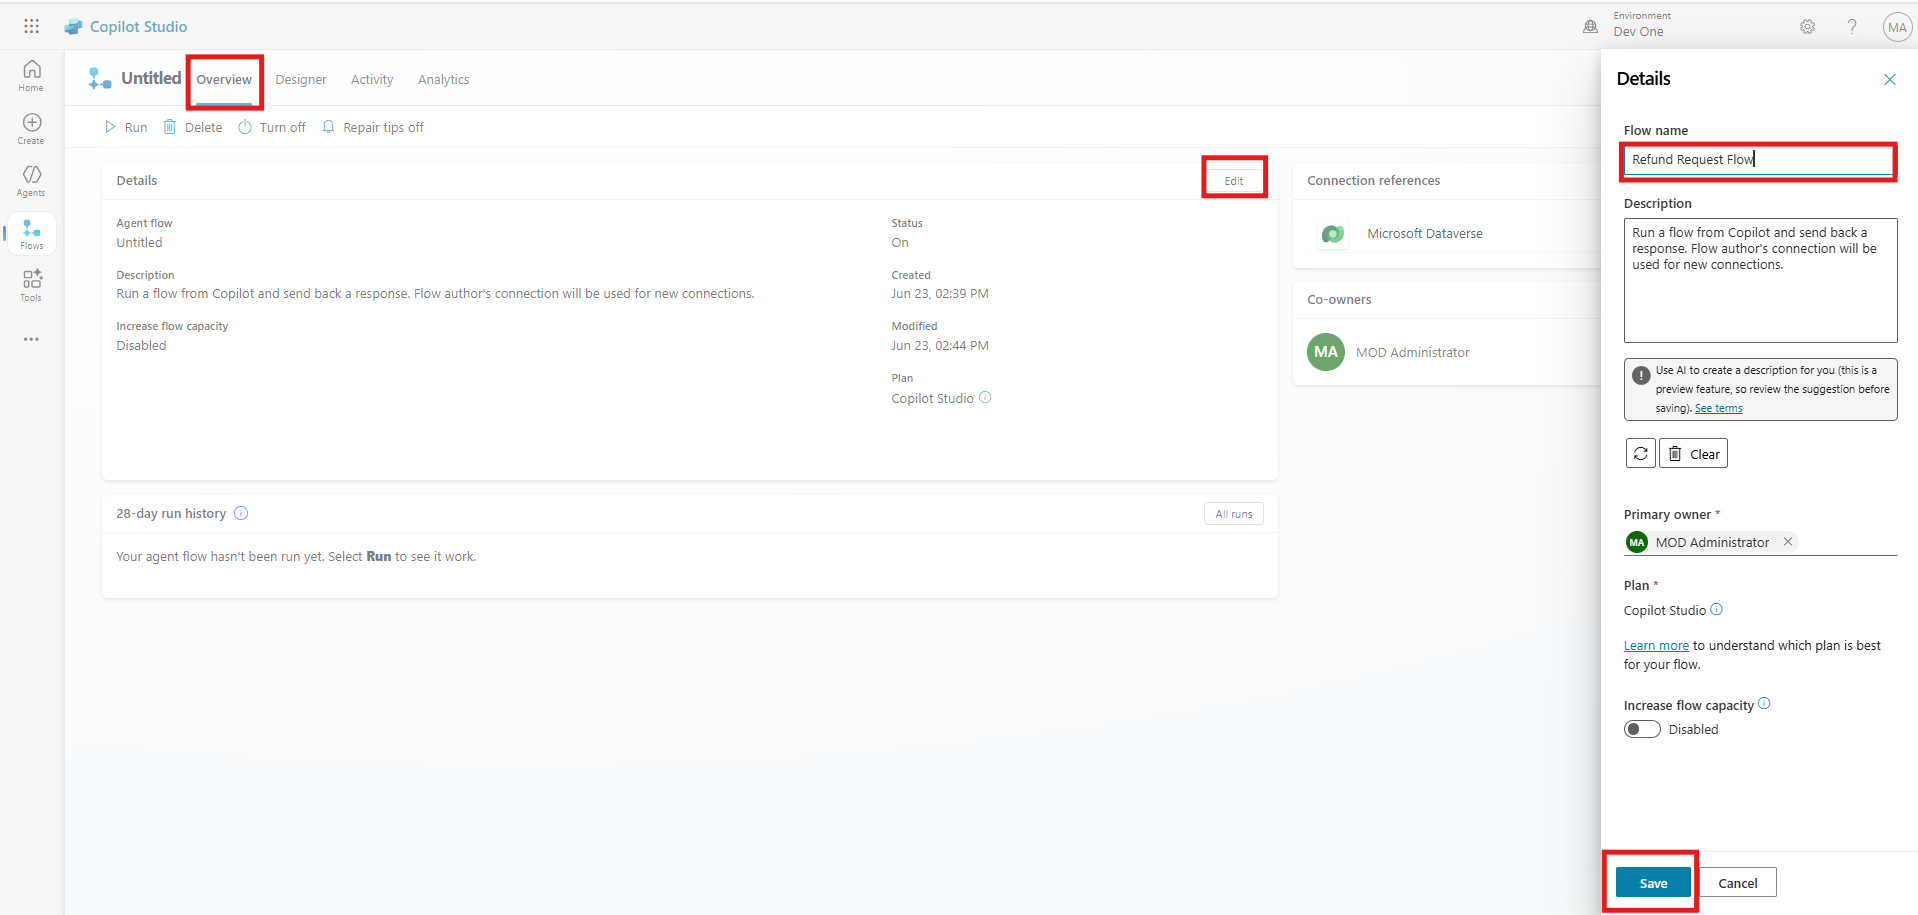 Copilot Studio
Environment
Dev One
MA
Home
Create
Agents
Flows
Tools
Untitled
Overview
Designer
Activity
Analytics
Run
Delete
Turn off
Repair tips off
Details
Edit
Agent flow
Untitled
Description
Run a flow from Copilot and send back a response. Flow author's connection will be used for new connections.
Increase flow capacity
Disabled
Status
On
Created
Jun 23, 02:39 PM
Modified
Jun 23, 02:44 PM
Plan
Copilot Studio
28-day run history
All runs
Your agent flow hasn't been run yet. Select Run to see it work.
Connection references
Microsoft Dataverse
Co-owners
MA
MOD Administrator
Details
Flow name
Refund Request Flow
Description
Run a flow from Copilot and send back a
response. Flow author's connection will be
used for new connections.
Use AI to create a description for you (this is a
preview feature, so review the suggestion before
saving). See terms
Clear
Primary owner *
MA
MOD Administrator
Plan *
Copilot Studio
Learn more to understand which plan is best
for your flow.
Increase flow capacity
Disabled
Save
Cancel